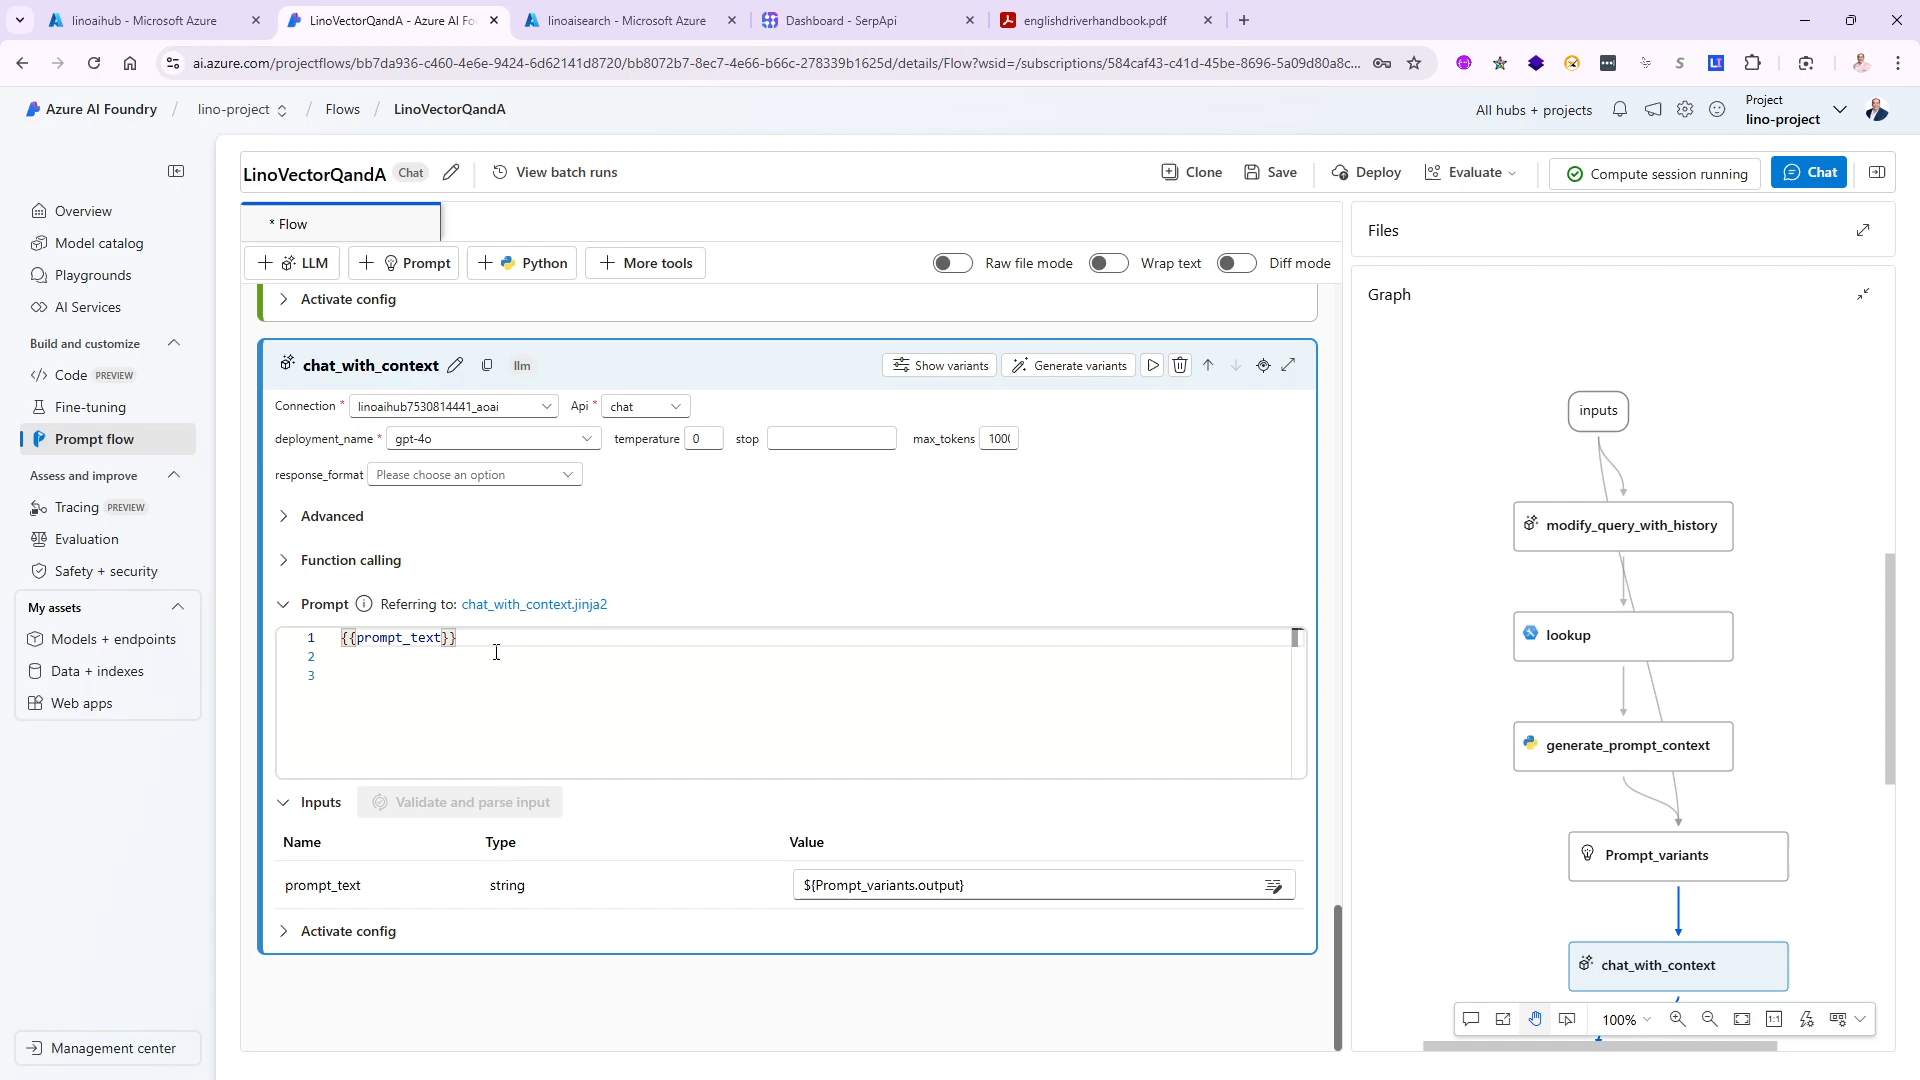 linoaihub - Microsoft Azure
LinoVectorQandA - Azure AI Fo
linoaisearch - Microsoft Azure
Dashboard - SerpApi
englishdriverhandbook.pdf
ai.azure.com/projectflows/bb7da936-c460-4e6e-9424-6d62141d8720/bb8072b7-8ec7-4e66-b66c-278339b1625d/details/Flow?wsid=/subscriptions/584caf43-c41d-45be-8696-5a09d80a8c...
Azure AI Foundry / lino-project / Flows / LinoVectorQandA
All hubs + projects
Project
lino-project
LinoVectorQandA Chat
View batch runs
Clone
Save
Deploy
Evaluate
Compute session running
Chat
Overview
Model catalog
Playgrounds
AI Services
Build and customize
Code PREVIEW
Fine-tuning
Prompt flow
Assess and improve
Tracing PREVIEW
Evaluation
Safety + security
My assets
Models + endpoints
Data + indexes
Web apps
Management center
* Flow
+ LLM
+ Prompt
+ Python
+ More tools
Raw file mode
Wrap text
Diff mode
Activate config
chat_with_context llm
Show variants
Generate variants
Connection * linoaihub7530814441_aoai Api * chat
deployment_name * gpt-4o temperature 0 stop max_tokens 100
response_format Please choose an option
Advanced
Function calling
Prompt Referring to: chat_with_context.jinja2
1 {{prompt_text}}
2
3
Inputs Validate and parse input
Name Type Value
prompt_text string ${Prompt_variants.output}
Activate config
Files
Graph
inputs
modify_query_with_history
lookup
generate_prompt_context
Prompt_variants
chat_with_context
100%
1:1